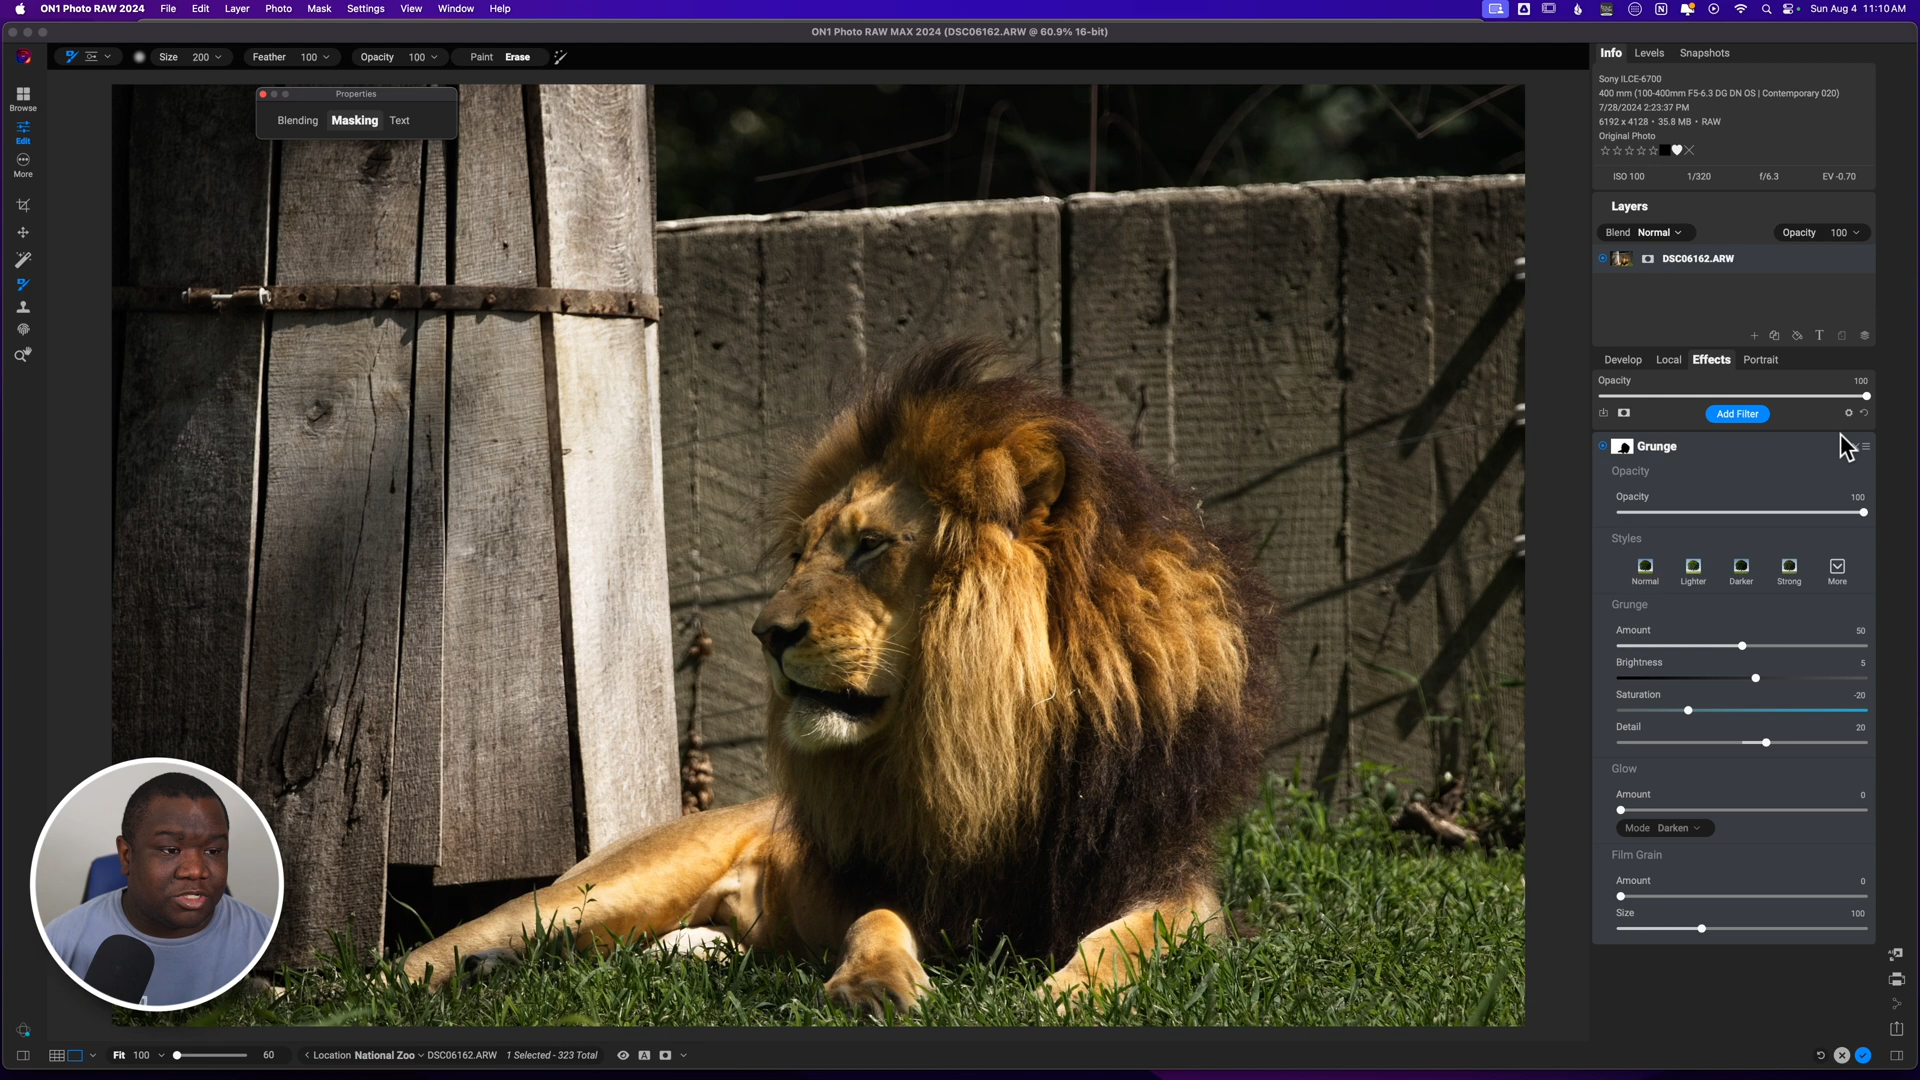 ON1 Photo RAW 2024 File Edit Layer Photo Mask Settings View Window Help Sun Aug 4 11:10 AM
ON1 Photo RAW MAX 2024 (DSC06162.ARW @ 60.9% 16-bit)
Size 200 Feather 100 Opacity 100 Paint Erase
Info Levels Snapshots
Properties
Blending Masking Text
Browse
Edit
More
Sony ILCE-6700
400 mm (100-400mm F5-6.3 DG DN OS | Contemporary 020)
7/28/2024 2:23:37 PM
6192 x 4128 • 35.8 MB • RAW
Original Photo
ISO 100 1/320 f/6.3 EV -0.70
Layers
Blend Normal Opacity 100
DSC06162.ARW
Develop Local Effects Portrait
Opacity 100
Add Filter
Grunge
Opacity
Opacity 100
Styles
Normal Lighter Darker Strong More
Grunge
Amount 50
Brightness 5
Saturation -20
Detail 20
Glow
Amount 0
Mode Darken
Film Grain
Amount 0
Size 100
Fit 100 60 Location National Zoo DSC06162.ARW 1 Selected - 323 Total